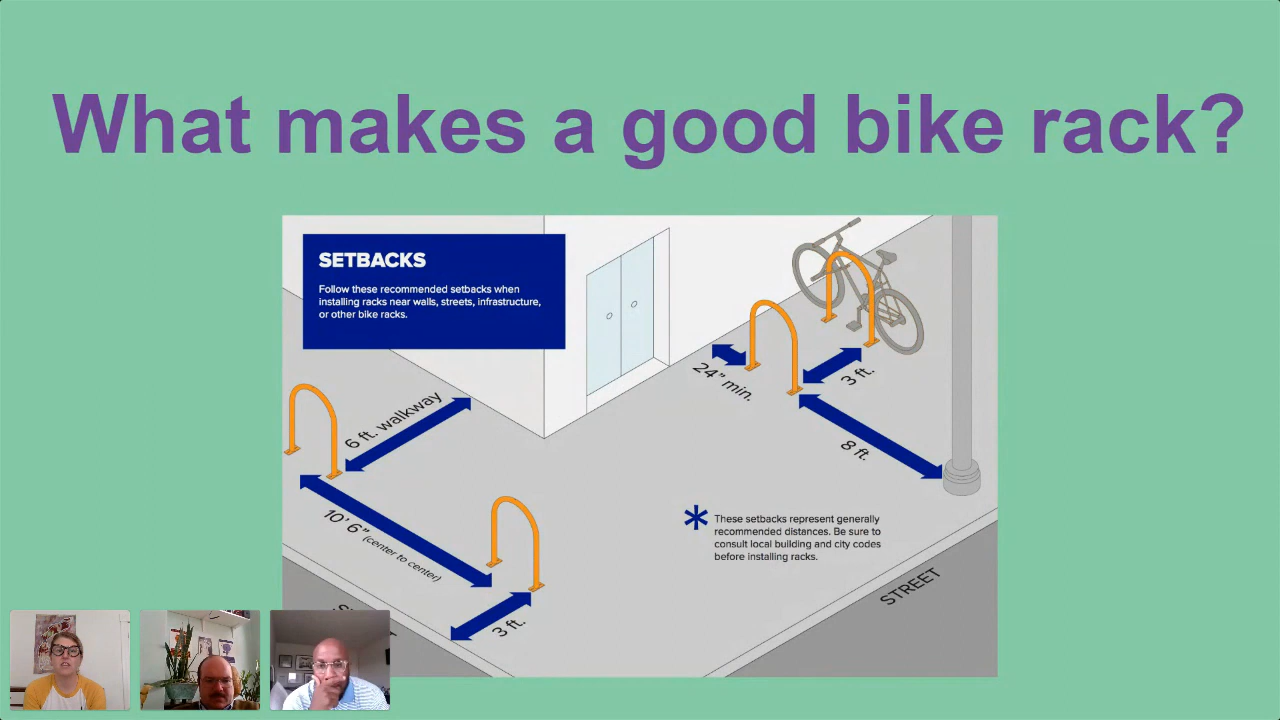 What makes a good bike rack?
SETBACKS
Follow these recommended setbacks when
installing racks near walls, streets, infrastructure,
or other bike racks.
24" min.
3 ft.
6 ft. walkway
8 ft.
10' 6" (center to center)
These setbacks represent generally
recommended distances. Be sure to
consult local building and city codes
before installing racks.
STREET
3 ft.